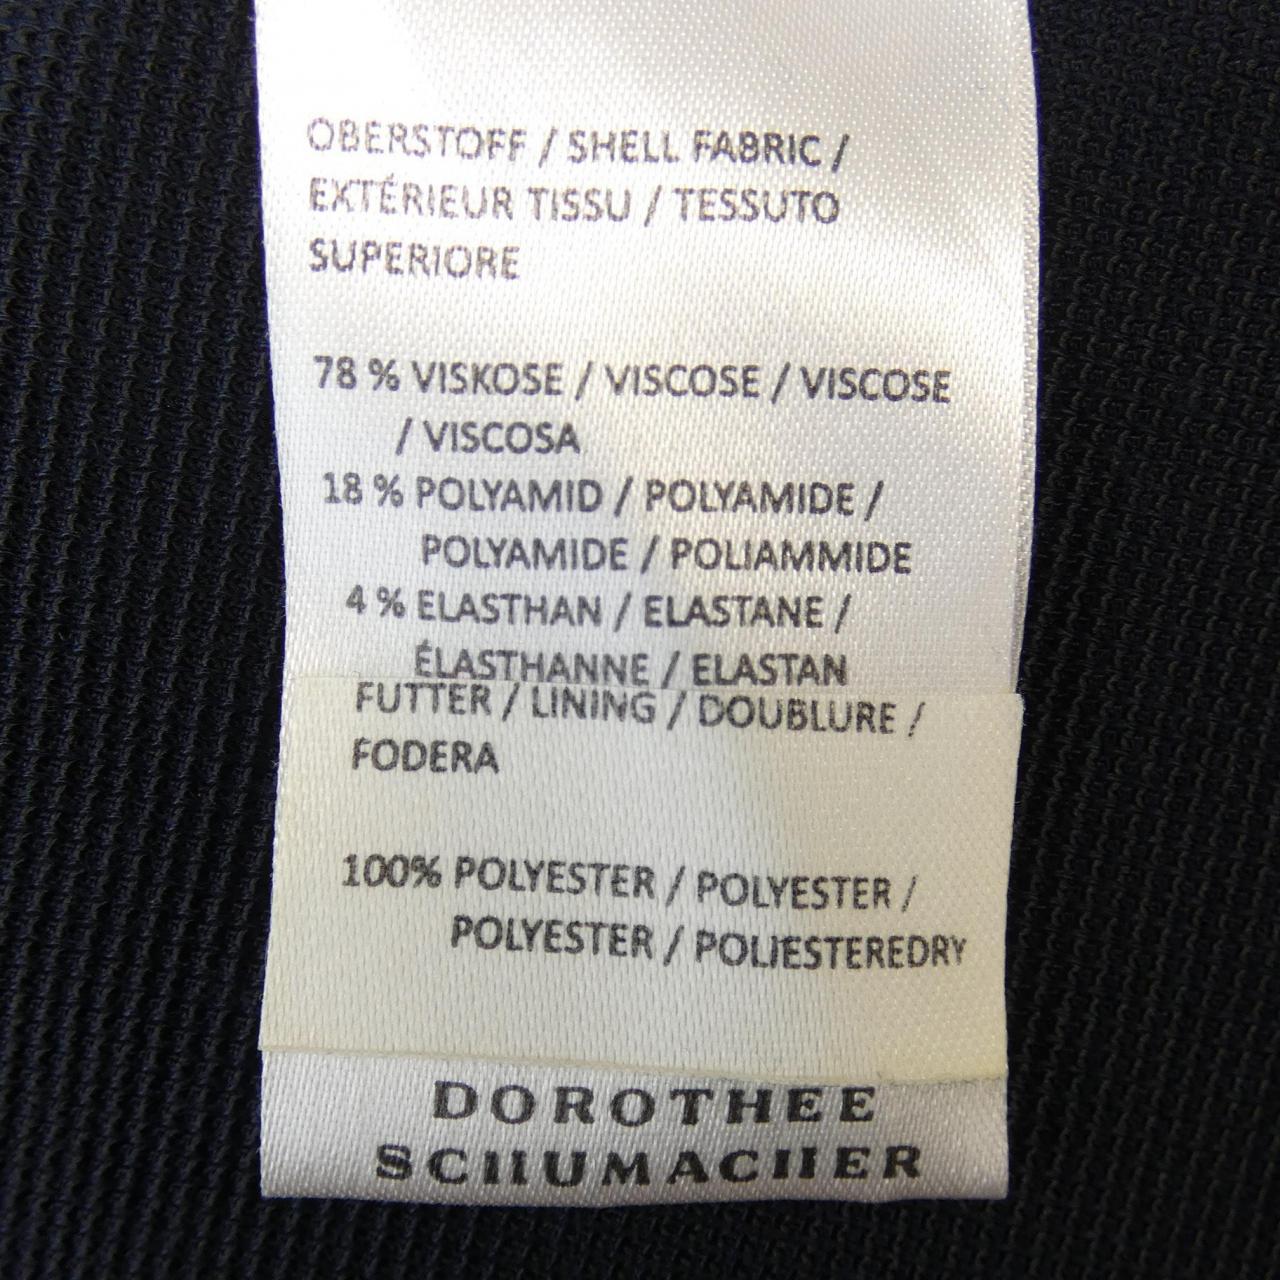 OBERSTOFF / SHELL FABRIC /
EXTÉRIEUR TISSU / TESSUTO
SUPERIORE
78 % VISKOSE / VISCOSE / VISCOSE
/ VISCOSA
18 % POLYAMID / POLYAMIDE /
POLYAMIDE / POLIAMMIDE
4 % ELASTHAN / ELASTANE /
ÉLASTHANNE / ELASTAN
FUTTER / LINING / DOUBLURE /
FODERA
100% POLYESTER / POLYESTER /
POLYESTER / POLIESTEREDRY
DOROTHEE
SCHUMACHER